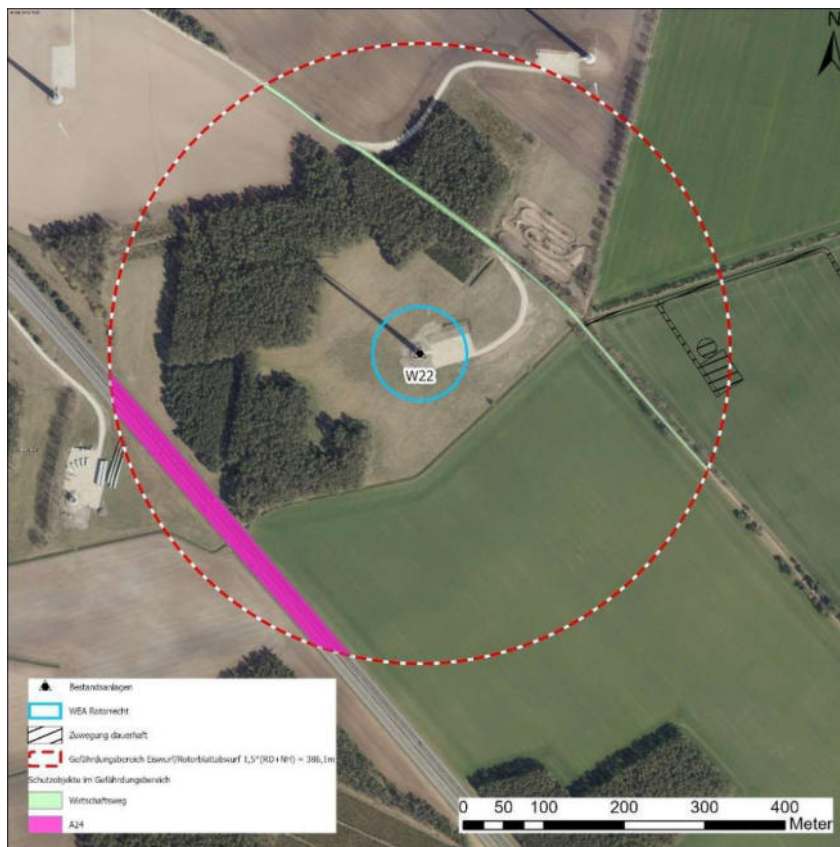 N
W22
Bestandsanlagen
WEA Rotorrecht
Zuwegung dauerhaft
Gefährdungsbereich Eiswurf/Rotorblattabwurf 1,5*(RD+NH) = 386,1m
Schutzobjekte im Gefährdungsbereich
Wirtschaftsweg
A24
0 50 100 200 300 400
Meter